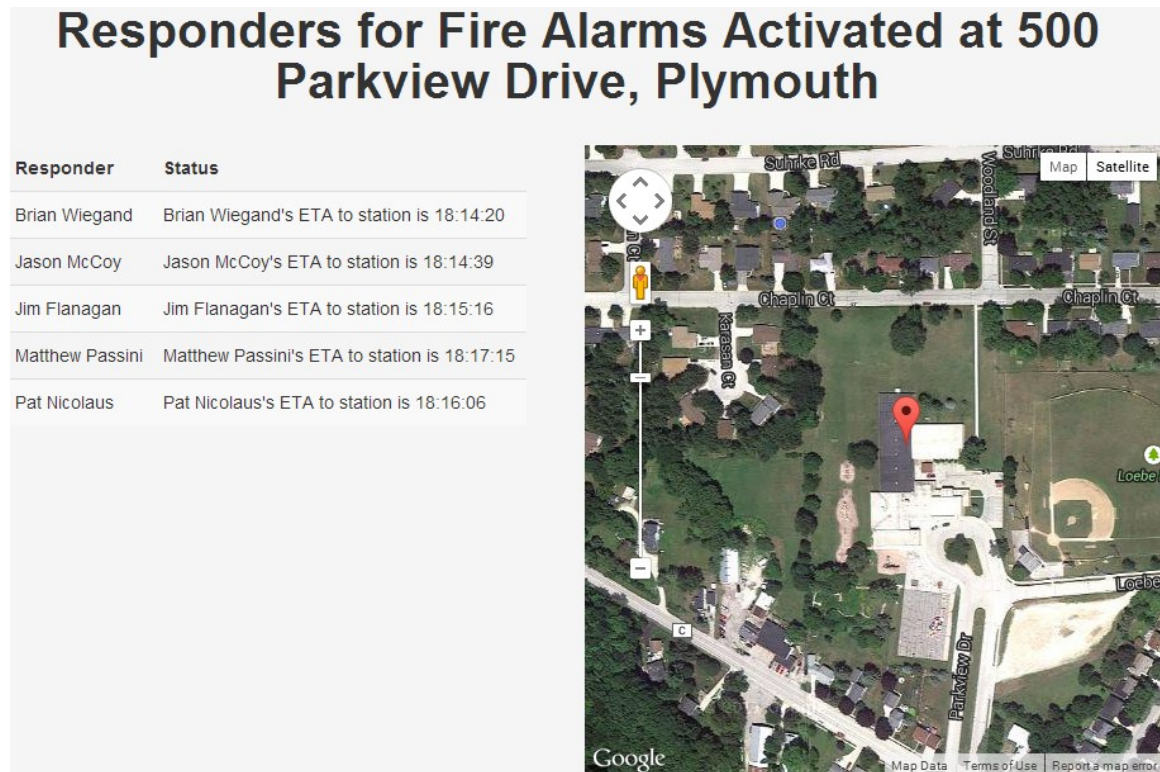 Responders for Fire Alarms Activated at 500
Parkview Drive, Plymouth
Responder Status
Brian Wiegand Brian Wiegand's ETA to station is 18:14:20
Jason McCoy Jason McCoy's ETA to station is 18:14:39
Jim Flanagan Jim Flanagan's ETA to station is 18:15:16
Matthew Passini Matthew Passini's ETA to station is 18:17:15
Pat Nicolaus Pat Nicolaus's ETA to station is 18:16:06
Suhrke Rd
Suhrke Rd
Map Satellite
Woodland St
n Ct
Chaplin Ct
Chaplin Ct
Karasan Ct
Loebe
C
Loebe
Parkview Dr
Google
Map Data Terms of Use Report a map error